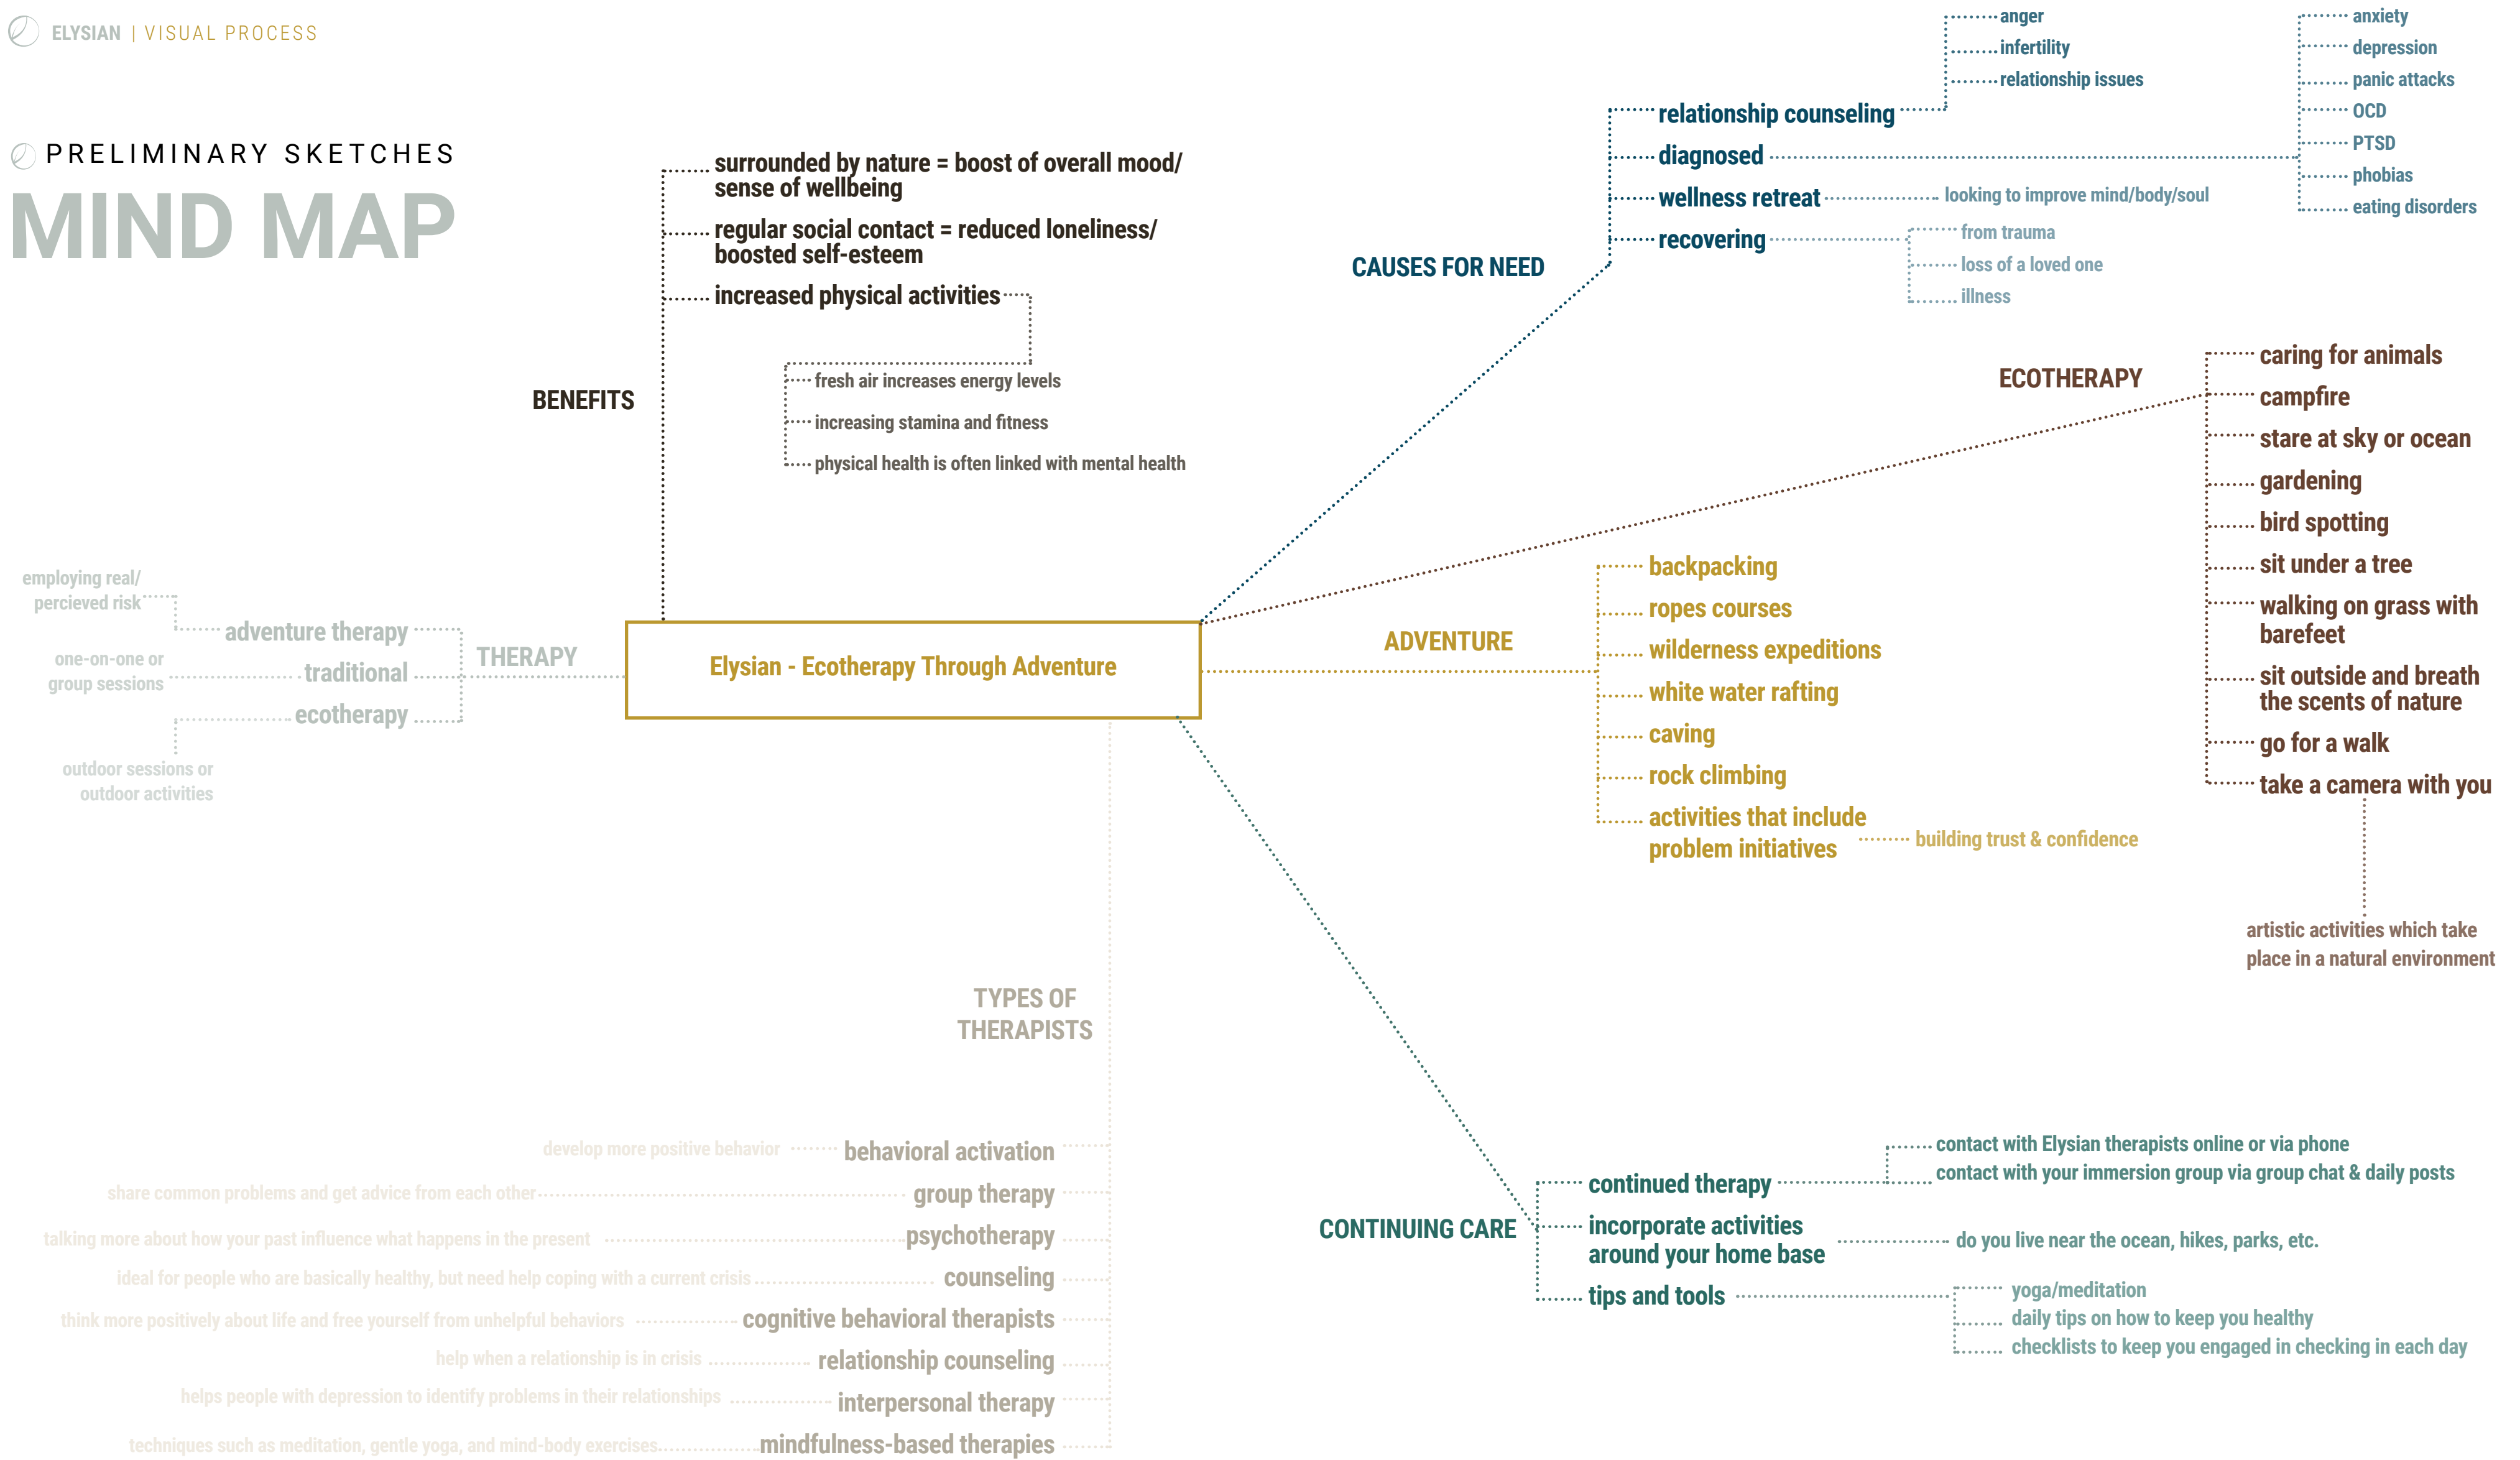 ELYSIAN | VISUAL PROCESS
PRELIMINARY SKETCHES
MIND MAP
BENEFITS
surrounded by nature = boost of overall mood/
sense of wellbeing
regular social contact = reduced loneliness/
boosted self-esteem
increased physical activities
fresh air increases energy levels
increasing stamina and fitness
physical health is often linked with mental health
CAUSES FOR NEED
relationship counseling
anger
infertility
relationship issues
diagnosed
anxiety
depression
panic attacks
OCD
PTSD
phobias
eating disorders
wellness retreat
looking to improve mind/body/soul
recovering
from trauma
loss of a loved one
illness
ECOTHERAPY
caring for animals
campfire
stare at sky or ocean
gardening
bird spotting
sit under a tree
walking on grass with
barefeet
sit outside and breath
the scents of nature
go for a walk
take a camera with you
artistic activities which take
place in a natural environment
THERAPY
adventure therapy
employing real/
percieved risk
traditional
one-on-one or
group sessions
ecotherapy
outdoor sessions or
outdoor activities
Elysian - Ecotherapy Through Adventure
ADVENTURE
backpacking
ropes courses
wilderness expeditions
white water rafting
caving
rock climbing
activities that include
problem initiatives
building trust & confidence
TYPES OF
THERAPISTS
behavioral activation
develop more positive behavior
group therapy
share common problems and get advice from each other
psychotherapy
talking more about how your past influence what happens in the present
counseling
ideal for people who are basically healthy, but need help coping with a current crisis
cognitive behavioral therapists
think more positively about life and free yourself from unhelpful behaviors
relationship counseling
help when a relationship is in crisis
interpersonal therapy
helps people with depression to identify problems in their relationships
mindfulness-based therapies
techniques such as meditation, gentle yoga, and mind-body exercises
CONTINUING CARE
continued therapy
contact with Elysian therapists online or via phone
contact with your immersion group via group chat & daily posts
incorporate activities
around your home base
do you live near the ocean, hikes, parks, etc.
tips and tools
yoga/meditation
daily tips on how to keep you healthy
checklists to keep you engaged in checking in each day